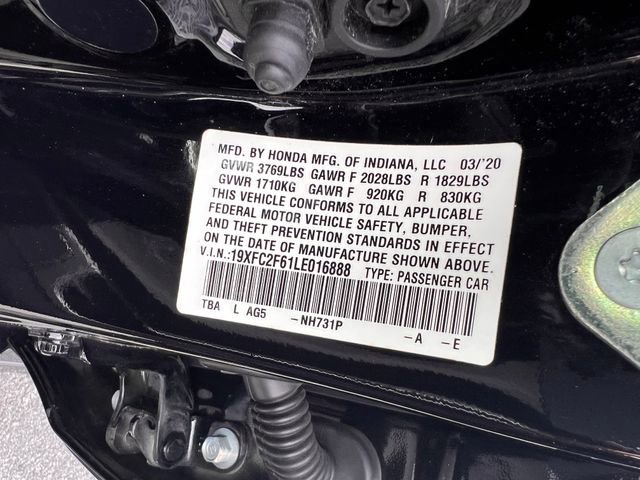 MFD. BY HONDA MFG. OF INDIANA, LLC 03/'20
GVWR 3769LBS GAWR F 2028LBS R 1829LBS
GVWR 1710KG GAWR F 920KG R 830KG
THIS VEHICLE CONFORMS TO ALL APPLICABLE
FEDERAL MOTOR VEHICLE SAFETY, BUMPER,
AND THEFT PREVENTION STANDARDS IN EFFECT
ON THE DATE OF MANUFACTURE SHOWN ABOVE.
V.I.N.:19XFC2F61LE016888 TYPE: PASSENGER CAR
TBA L AG5 -NH731P -A -E